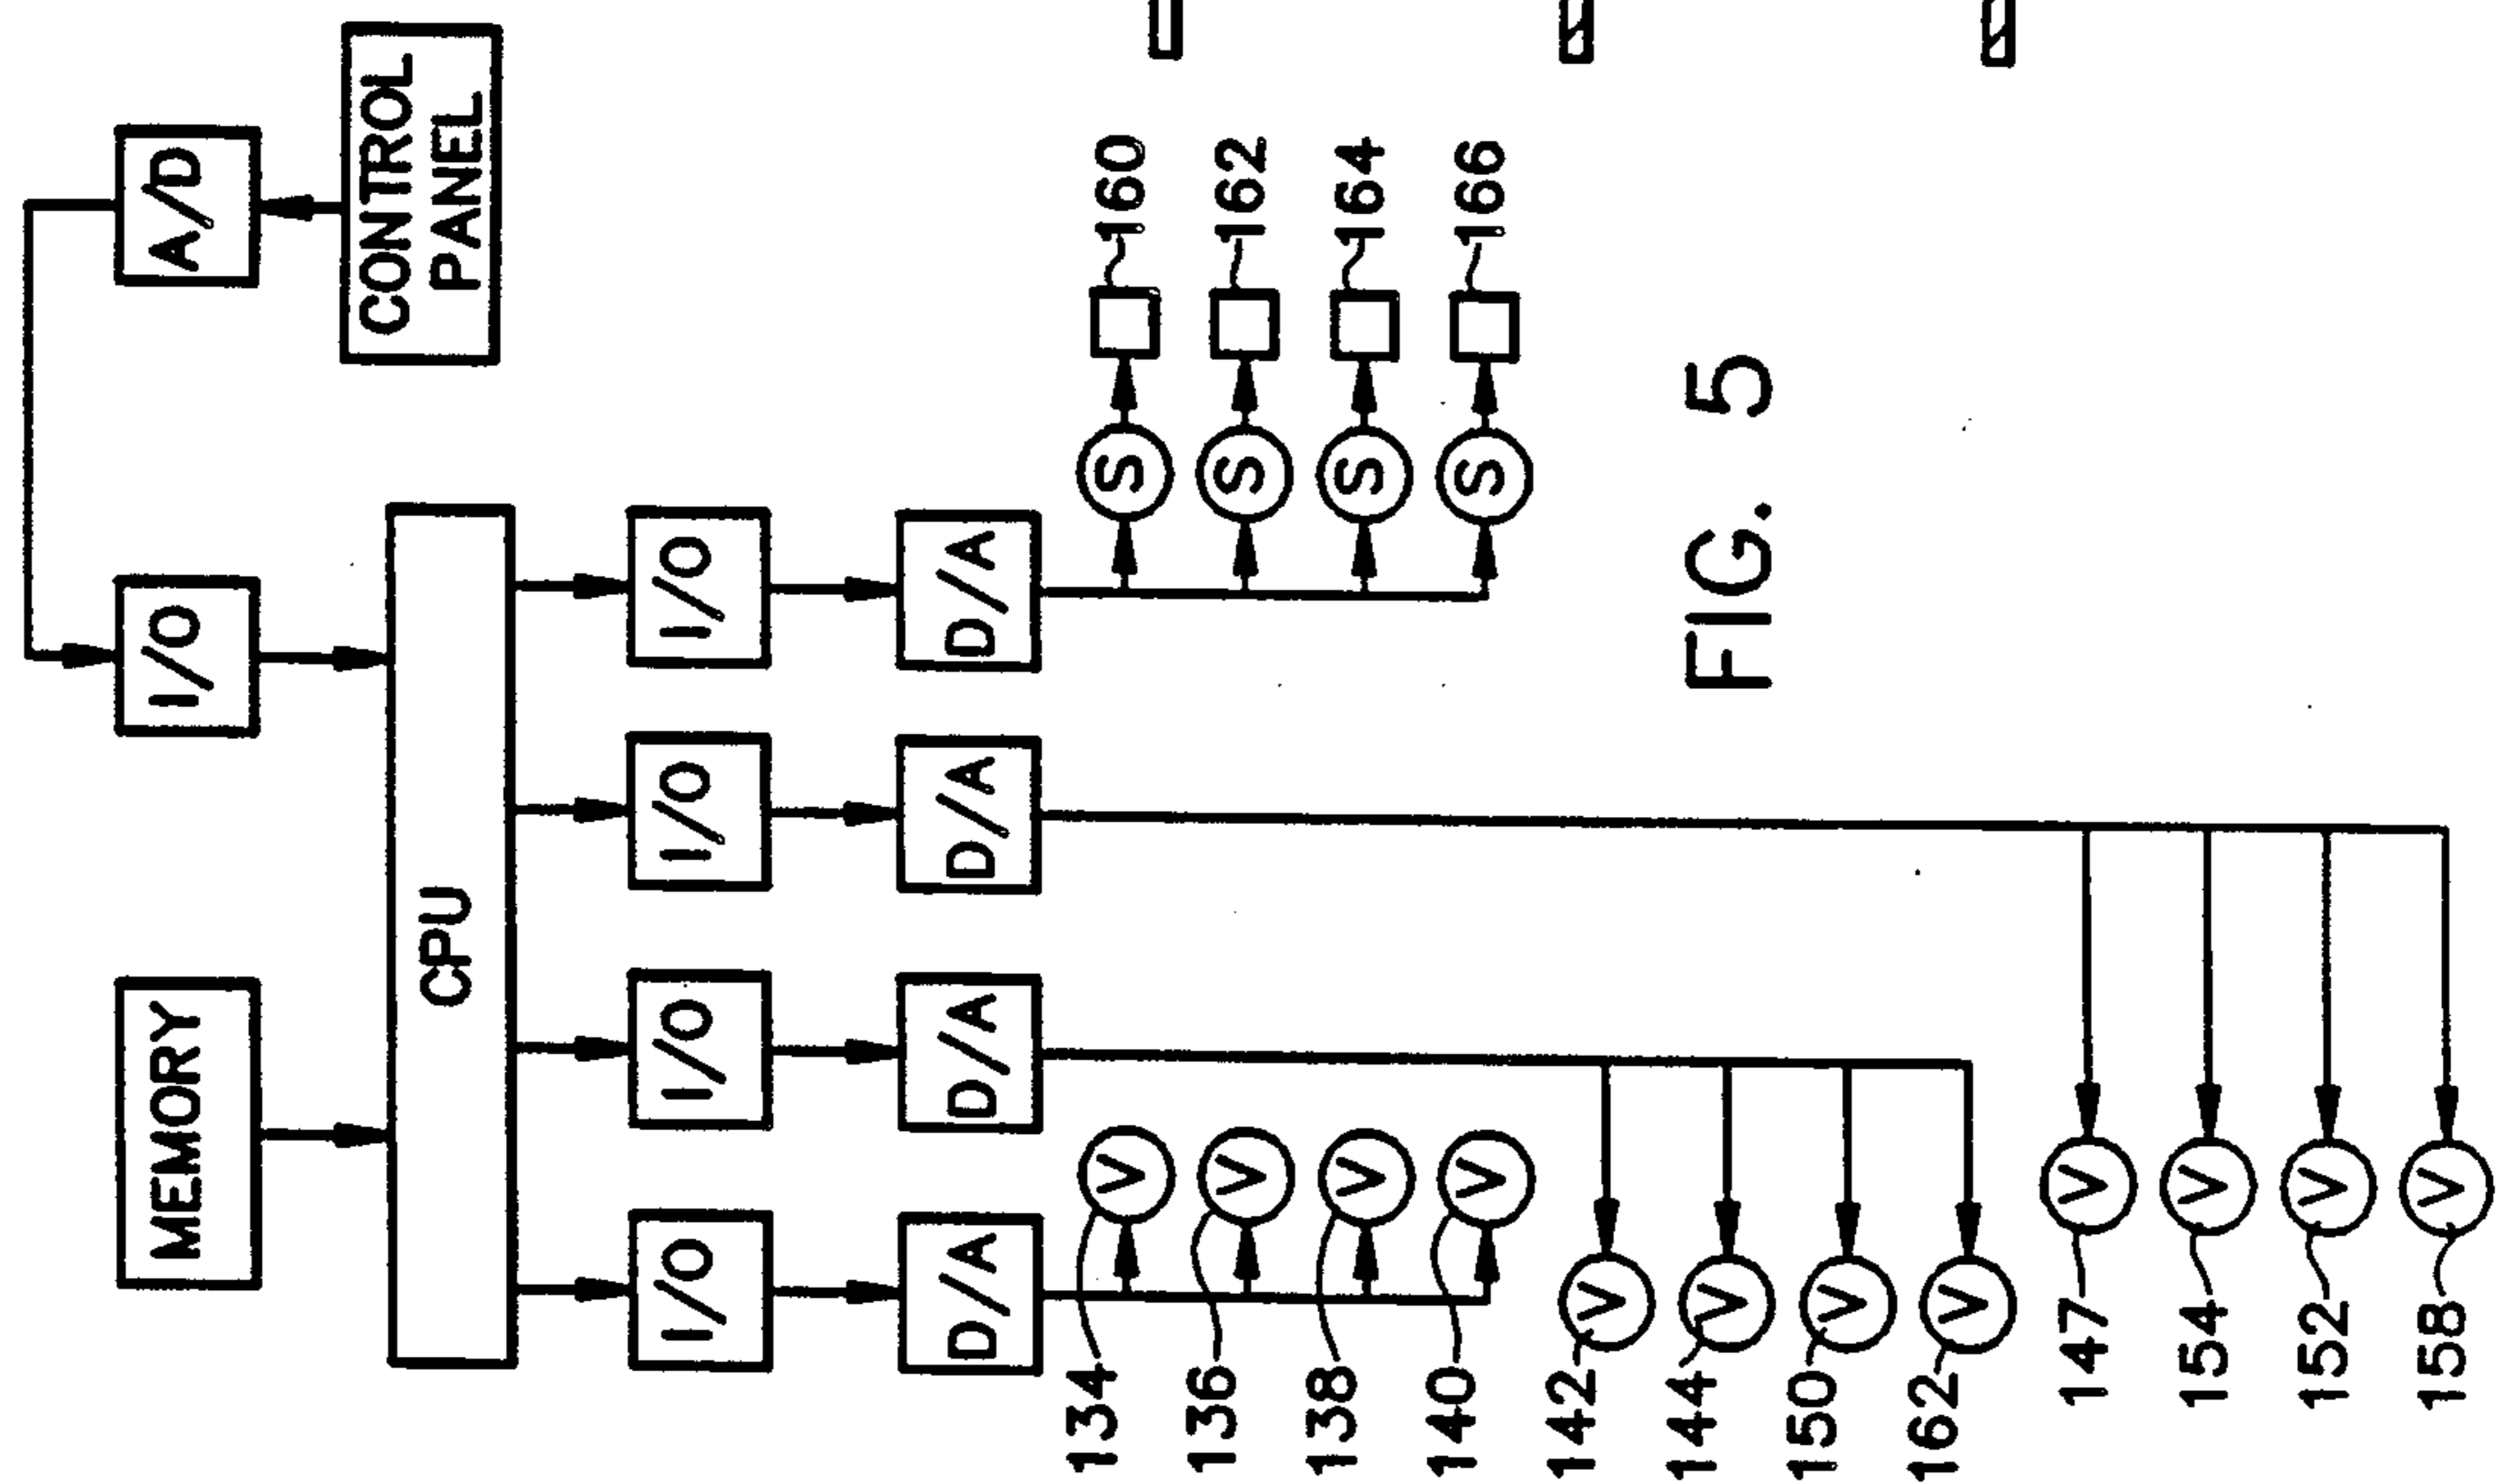 MEMORY
I/O
A/D
CONTROL
PANEL
CPU
I/O
I/O
I/O
I/O
D/A
D/A
D/A
D/A
134
V
S
160
136
V
S
162
138
V
S
164
140
V
S
166
142
V
144
V
150
V
162
V
147
V
154
V
152
V
158
V
FIG. 5